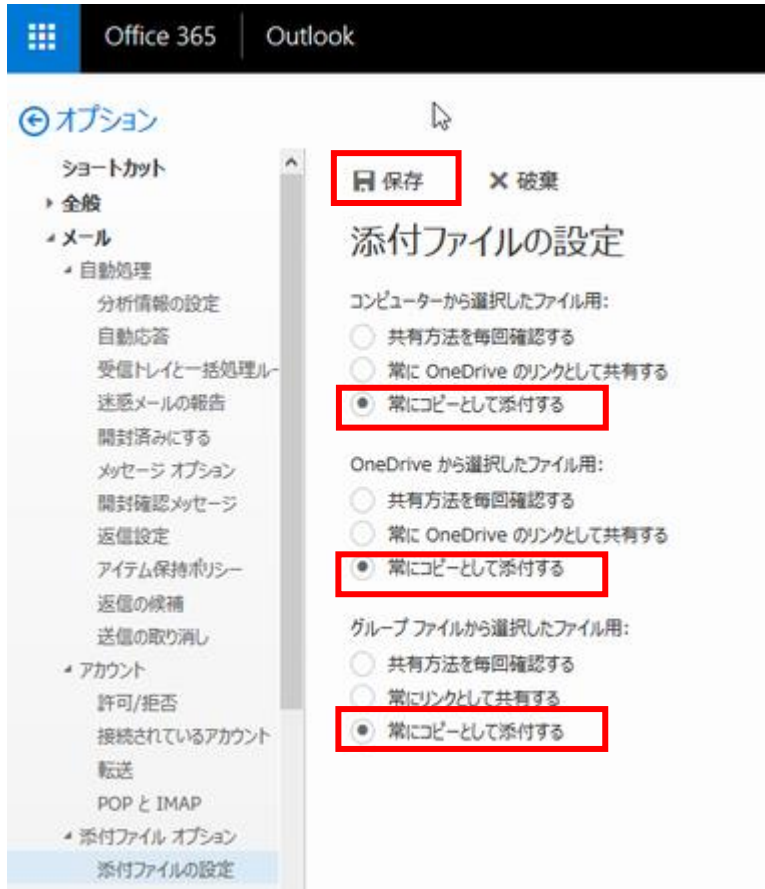 Office 365 Outlook
オプション
ショートカット
全般
メール
自動処理
分析情報の設定
自動応答
受信トレイと一括処理ルー
迷惑メールの報告
開封済みにする
メッセージ オプション
開封確認メッセージ
返信設定
アイテム保持ポリシー
返信の候補
送信の取り消し
アカウント
許可/拒否
接続されているアカウント
転送
POP と IMAP
添付ファイル オプション
添付ファイルの設定
保存 破棄
添付ファイルの設定
コンピューターから選択したファイル用:
共有方法を毎回確認する
常に OneDrive のリンクとして共有する
常にコピーとして添付する
OneDrive から選択したファイル用:
共有方法を毎回確認する
常に OneDrive のリンクとして共有する
常にコピーとして添付する
グループ ファイルから選択したファイル用:
共有方法を毎回確認する
常にリンクとして共有する
常にコピーとして添付する